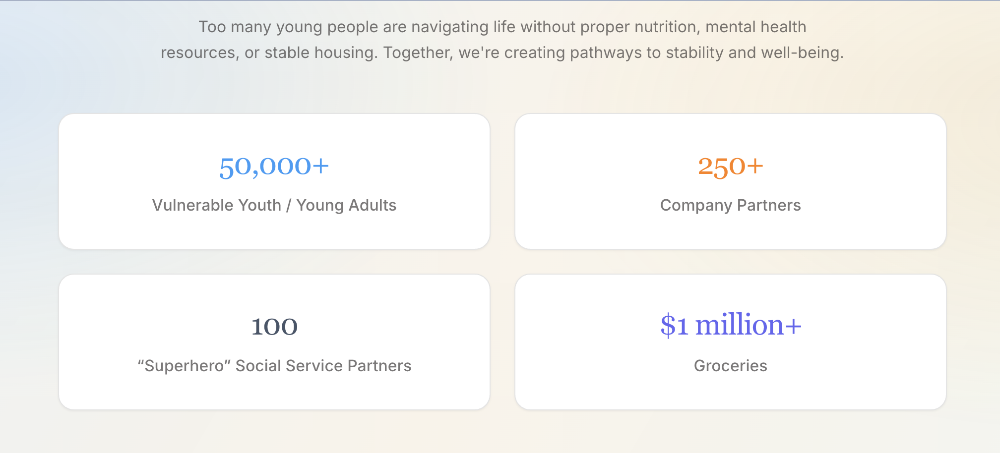 Too many young people are navigating life without proper nutrition, mental health
resources, or stable housing. Together, we're creating pathways to stability and well-being.
50,000+
Vulnerable Youth / Young Adults
250+
Company Partners
100
“Superhero” Social Service Partners
$1 million+
Groceries